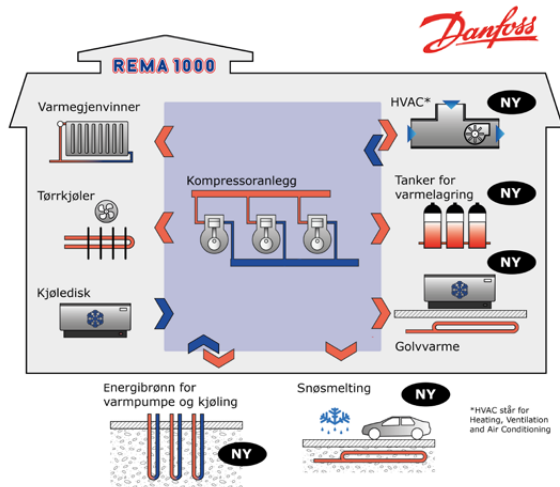 Danfoss
REMA 1000
Varmegjenvinner
HVAC*
NY
Kompressoranlegg
Tanker for
varmelagring
NY
Tørrkjøler
NY
Kjøledisk
Golvvarme
Energibrønn for
varmpumpe og kjøling
NY
Snøsmelting
NY
*HVAC står for
Heating, Ventilation
and Air Conditioning